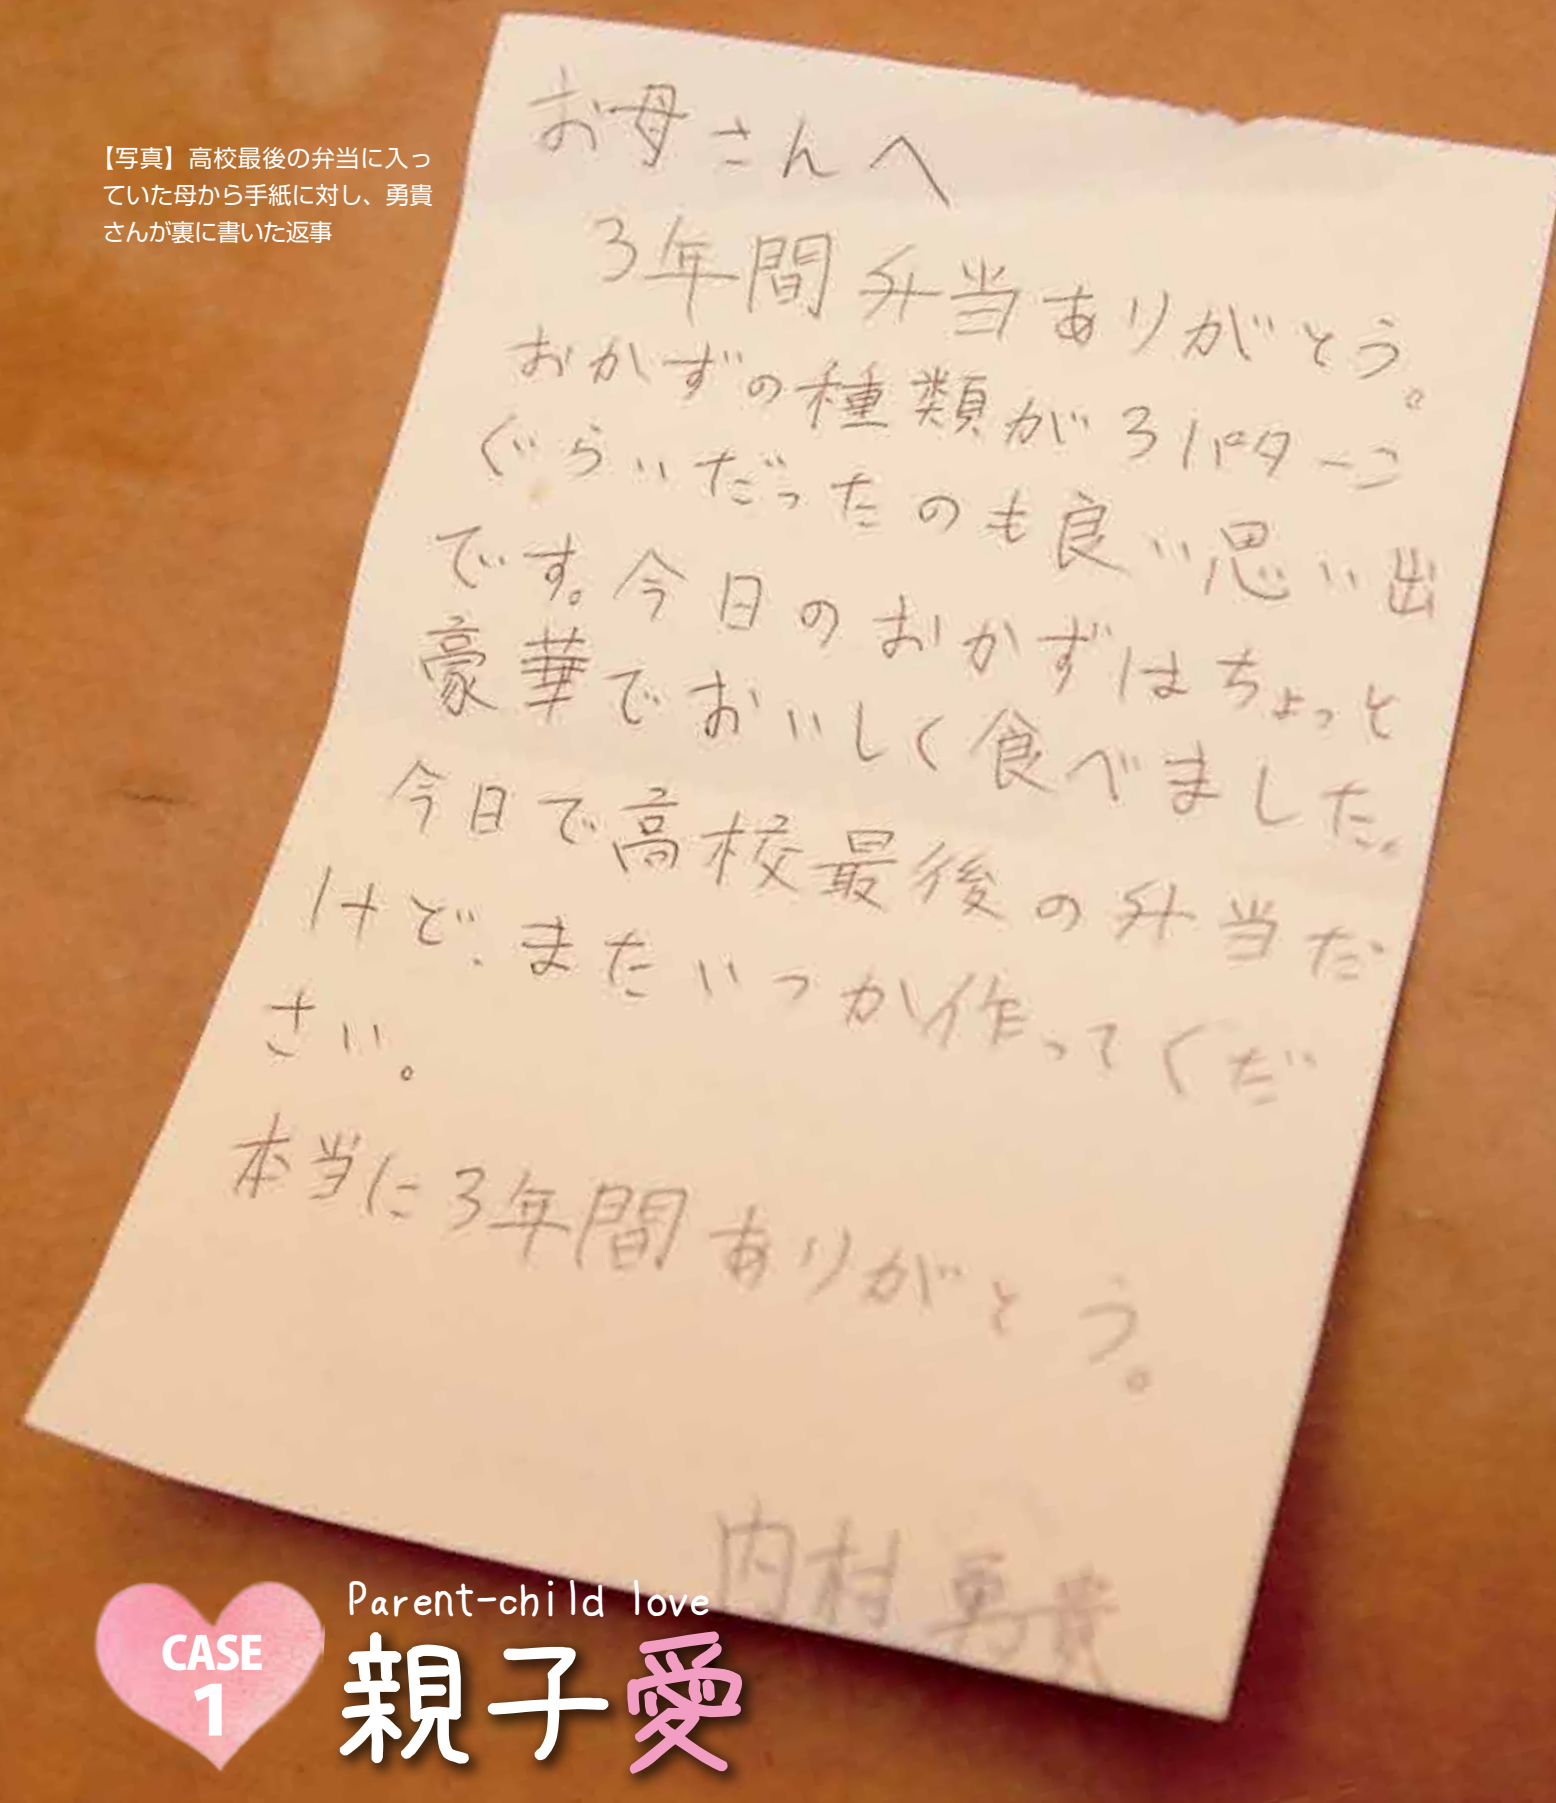 【写真】高校最後の弁当に入っ
ていた母から手紙に対し、勇貴
さんが裏に書いた返事
お母さんへ
3年間弁当ありがとう。
おかずの種類が3パターン
ぐらいだったのも良い思い出
です。今日のおかずはちょっと
豪華でおいしく食べました。
今日で高校最後の弁当だ
けど、またいつか作ってくだ
さい。
本当に3年間ありがとう。
内村勇貴
Parent-child love
CASE
1
親子愛